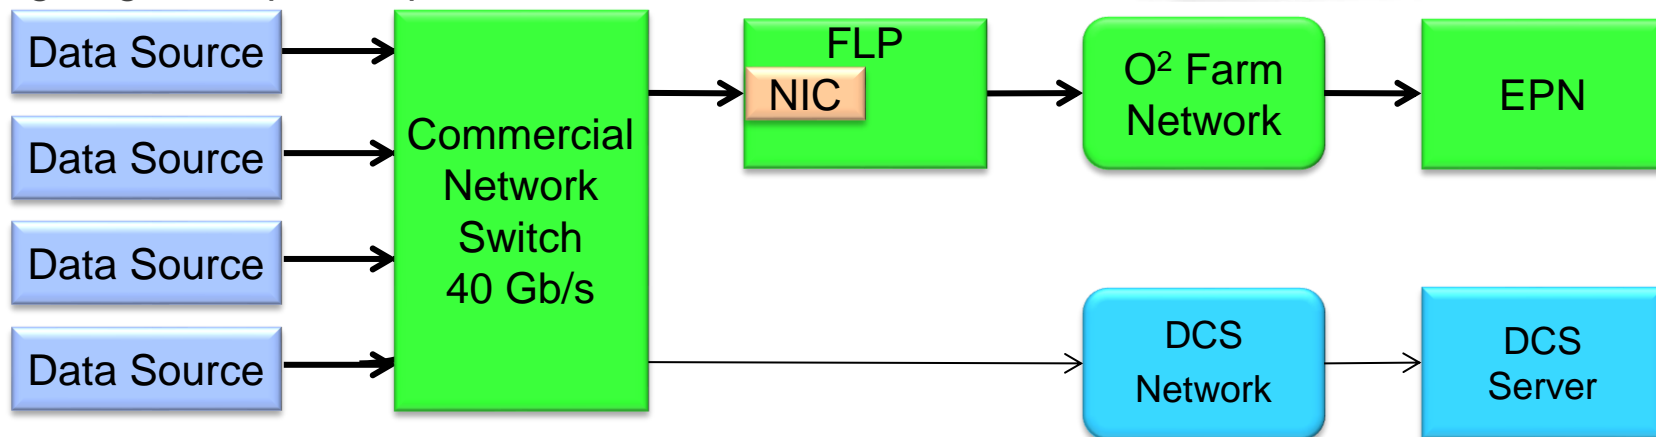 Data Source
Data Source
Data Source
Data Source
Commercial
Network
Switch
40 Gb/s
FLP
NIC
O² Farm
Network
EPN
DCS
Network
DCS
Server